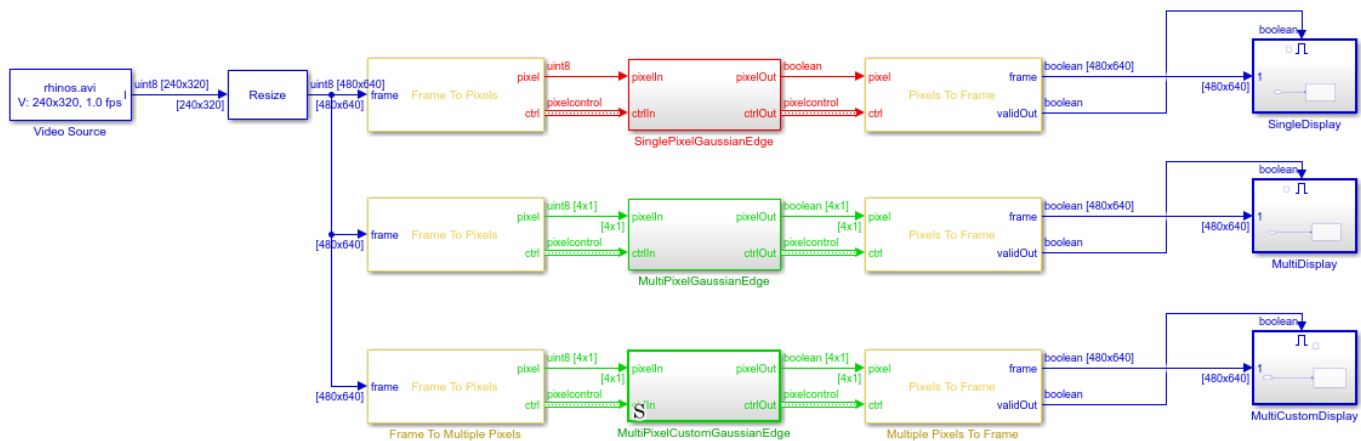 rhinos.avi
V: 240x320, 1.0 fps
I
Video Source
uint8 [240x320]
[240x320]
Resize
uint8 [480x640]
[480x640]
frame
Frame To Pixels
pixel
ctrl
uint8
pixelcontrol
pixelIn
ctrlIn
pixelOut
ctrlOut
SinglePixelGaussianEdge
boolean
pixelcontrol
pixel
ctrl
Pixels To Frame
frame
validOut
boolean [480x640]
boolean
[480x640]
boolean
1
SingleDisplay
[480x640]
frame
Frame To Pixels
pixel
ctrl
uint8 [4x1]
[4x1]
pixelcontrol
pixelIn
ctrlIn
pixelOut
ctrlOut
MultiPixelGaussianEdge
boolean [4x1]
[4x1]
pixelcontrol
pixel
ctrl
Pixels To Frame
frame
validOut
boolean [480x640]
boolean
[480x640]
boolean
1
MultiDisplay
[480x640]
frame
Frame To Pixels
pixel
ctrl
Frame To Multiple Pixels
uint8 [4x1]
[4x1]
pixelcontrol
pixelIn
ctrlIn
S
pixelOut
ctrlOut
MultiPixelCustomGaussianEdge
boolean [4x1]
[4x1]
pixelcontrol
pixel
ctrl
Pixels To Frame
frame
validOut
Multiple Pixels To Frame
boolean [480x640]
boolean
[480x640]
boolean
1
MultiCustomDisplay